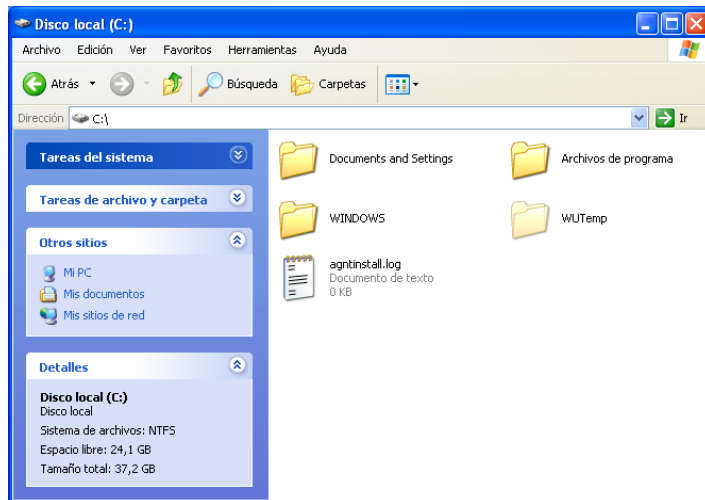 Disco local (C:)
Archivo Edición Ver Favoritos Herramientas Ayuda
Atrás Búsqueda Carpetas
Dirección C:\ Ir
Tareas del sistema
Tareas de archivo y carpeta
Otros sitios
Mi PC
Mis documentos
Mis sitios de red
Detalles
Disco local (C:)
Disco local
Sistema de archivos: NTFS
Espacio libre: 24,1 GB
Tamaño total: 37,2 GB
Documents and Settings
Archivos de programa
WINDOWS
WUTemp
agntinstall.log
Documento de texto
0 KB